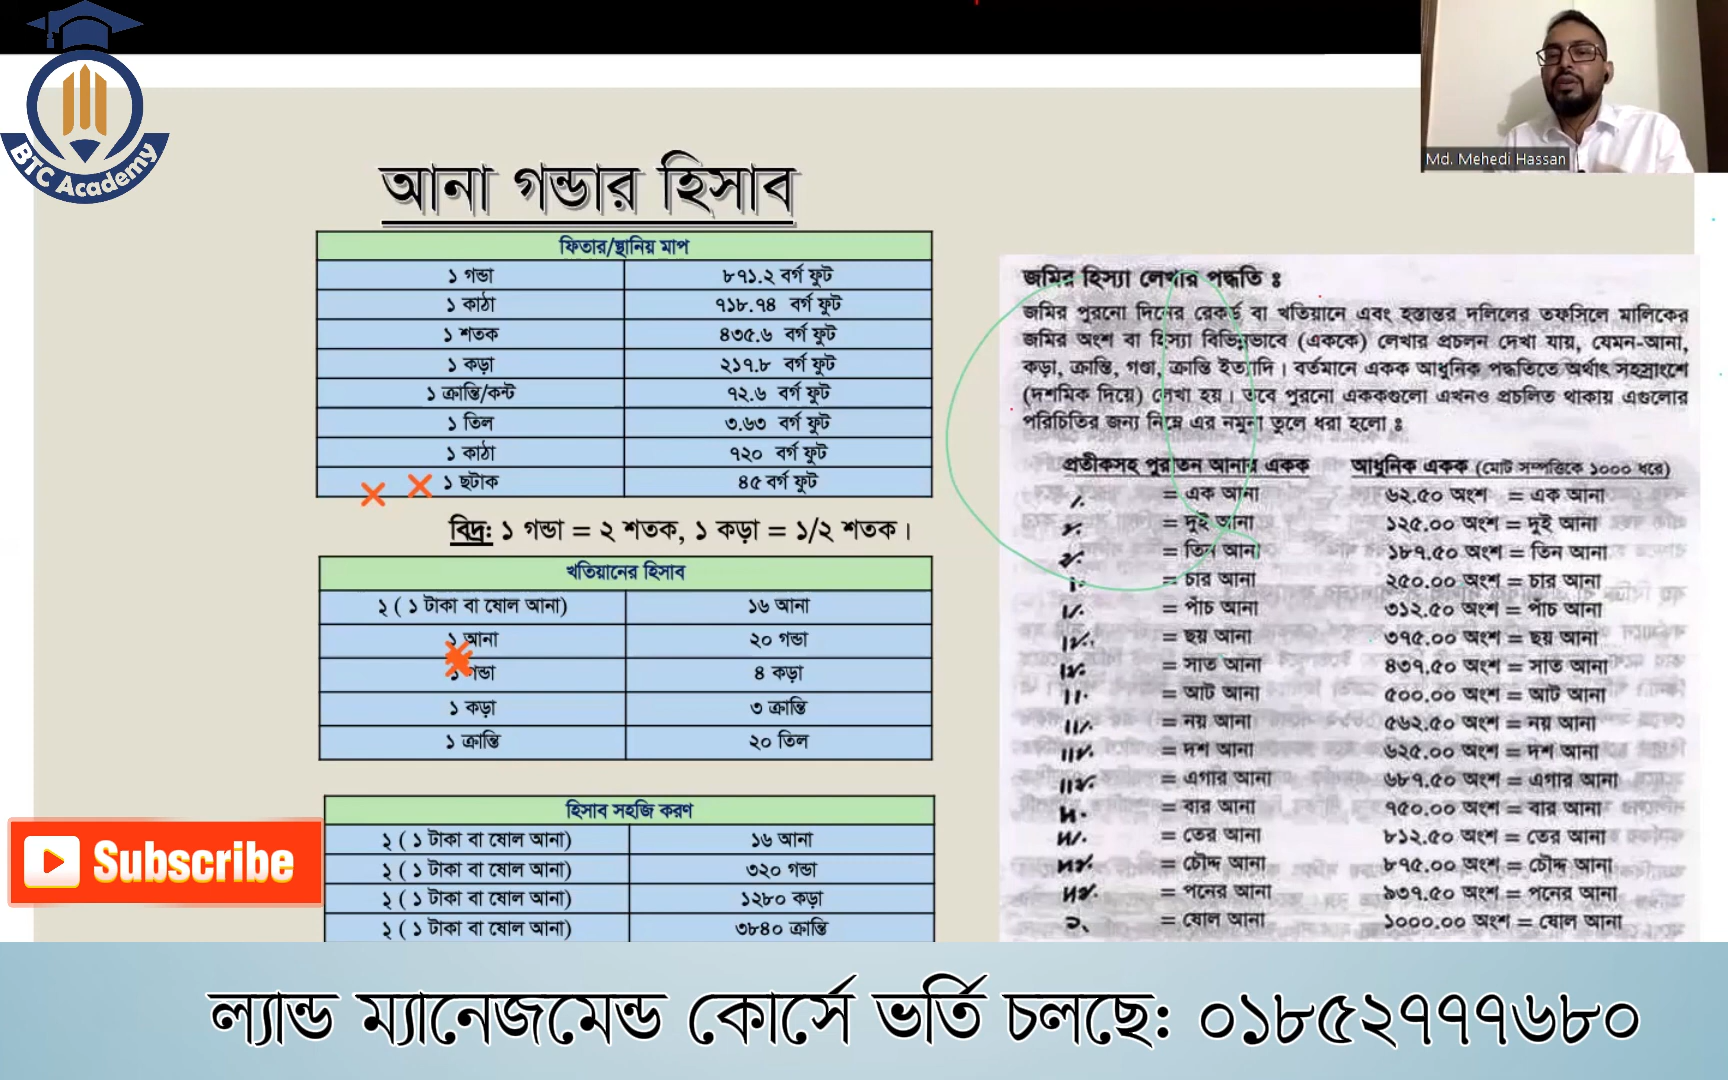 BTC Academy
Md. Mehedi Hassan
আনা গন্ডার হিসাব
ফিতার/স্থানিয় মাপ
১ গন্ডা ৮৭১.২ বর্গ ফুট
১ কাঠা ৭১৮.৭৪ বর্গ ফুট
১ শতক ৪৩৫.৬ বর্গ ফুট
১ কড়া ২১৭.৮ বর্গ ফুট
১ ক্রান্তি/কন্ট ৭২.৬ বর্গ ফুট
১ তিল ৩.৬৩ বর্গ ফুট
১ কাঠা ৭২০ বর্গ ফুট
১ ছটাক ৪৫ বর্গ ফুট
বিদ্র: ১ গন্ডা = ২ শতক, ১ কড়া = ১/২ শতক।
খতিয়ানের হিসাব
২ ( ১ টাকা বা ষোল আনা) ১৬ আনা
১ আনা ২০ গন্ডা
১ গন্ডা ৪ কড়া
১ কড়া ৩ ক্রান্তি
১ ক্রান্তি ২০ তিল
হিসাব সহজি করণ
২ ( ১ টাকা বা ষোল আনা) ১৬ আনা
২ ( ১ টাকা বা ষোল আনা) ৩২০ গন্ডা
২ ( ১ টাকা বা ষোল আনা) ১২৮০ কড়া
২ ( ১ টাকা বা ষোল আনা) ৩৮৪০ ক্রান্তি
জমির হিস্যা লেখার পদ্ধতি ঃ
জমির পুরনো দিনের রেকর্ড বা খতিয়ানে এবং হস্তান্তর দলিলের তফসিলে মালিকের
জমির অংশ বা হিস্যা বিভিন্নভাবে (এককে) লেখার প্রচলন দেখা যায়, যেমন-আনা,
কড়া, ক্রান্তি, গণ্ডা, ক্রান্তি ইত্যাদি। বর্তমানে একক আধুনিক পদ্ধতিতে অর্থাৎ সহস্রাংশে
(দশমিক দিয়ে) লেখা হয়। তবে পুরনো এককগুলো এখনও প্রচলিত থাকায় এগুলোর
পরিচিতির জন্য নিম্নে এর নমুনা তুলে ধরা হলো ঃ
প্রতীকসহ পুরাতন আনার একক আধুনিক একক (মোট সম্পত্তিকে ১০০০ ধরে)
= এক আনা ৬২.৫০ অংশ = এক আনা
= দুই আনা ১২৫.০০ অংশ = দুই আনা
= তিন আনা ১৮৭.৫০ অংশ = তিন আনা
= চার আনা ২৫০.০০ অংশ = চার আনা
= পাঁচ আনা ৩১২.৫০ অংশ = পাঁচ আনা
= ছয় আনা ৩৭৫.০০ অংশ = ছয় আনা
= সাত আনা ৪৩৭.৫০ অংশ = সাত আনা
= আট আনা ৫০০.০০ অংশ = আট আনা
= নয় আনা ৫৬২.৫০ অংশ = নয় আনা
= দশ আনা ৬২৫.০০ অংশ = দশ আনা
= এগার আনা ৬৮৭.৫০ অংশ = এগার আনা
= বার আনা ৭৫০.০০ অংশ = বার আনা
= তের আনা ৮১২.৫০ অংশ = তের আনা
= চৌদ্দ আনা ৮৭৫.০০ অংশ = চৌদ্দ আনা
= পনের আনা ৯৩৭.৫০ অংশ = পনের আনা
= ষোল আনা ১০০০.০০ অংশ = ষোল আনা
Subscribe
ল্যান্ড ম্যানেজমেন্ড কোর্সে ভর্তি চলছে: ০১৮৫২৭৭৭৬৮০